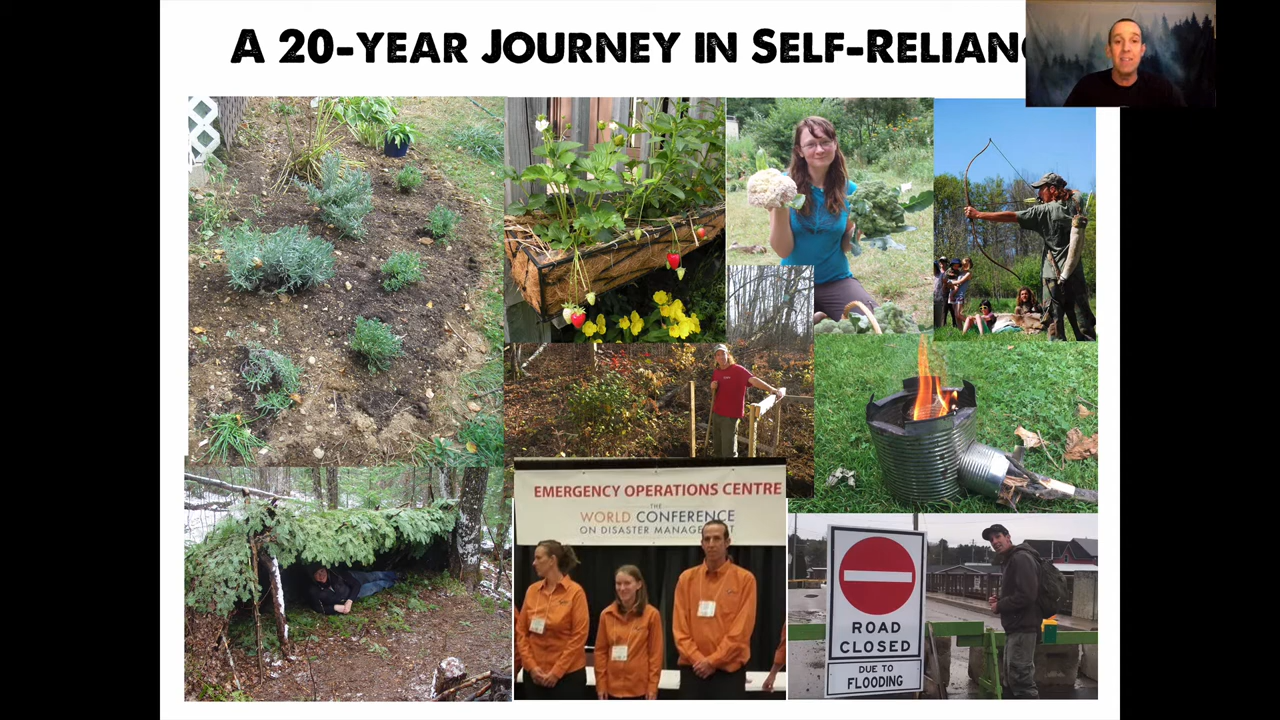 A 20-YEAR JOURNEY IN SELF-RELIANC
EMERGENCY OPERATIONS CENTRE
THE
WORLD CONFERENCE
ON DISASTER MANAGEMENT
ROAD
CLOSED
DUE TO
FLOODING